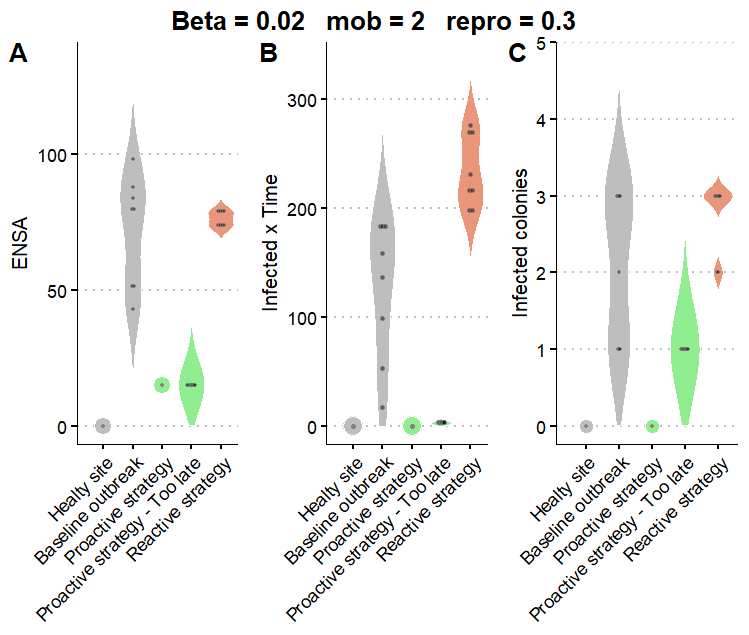 Beta = 0.02   mob = 2   repro = 0.3
A
ENSA
100
50
0
Healty site
Baseline outbreak
Proactive strategy
Proactive strategy - Too late
Reactive strategy
B
Infected x Time
300
200
100
0
Healty site
Baseline outbreak
Proactive strategy
Proactive strategy - Too late
Reactive strategy
C
Infected colonies
5
4
3
2
1
0
Healty site
Baseline outbreak
Proactive strategy
Proactive strategy - Too late
Reactive strategy